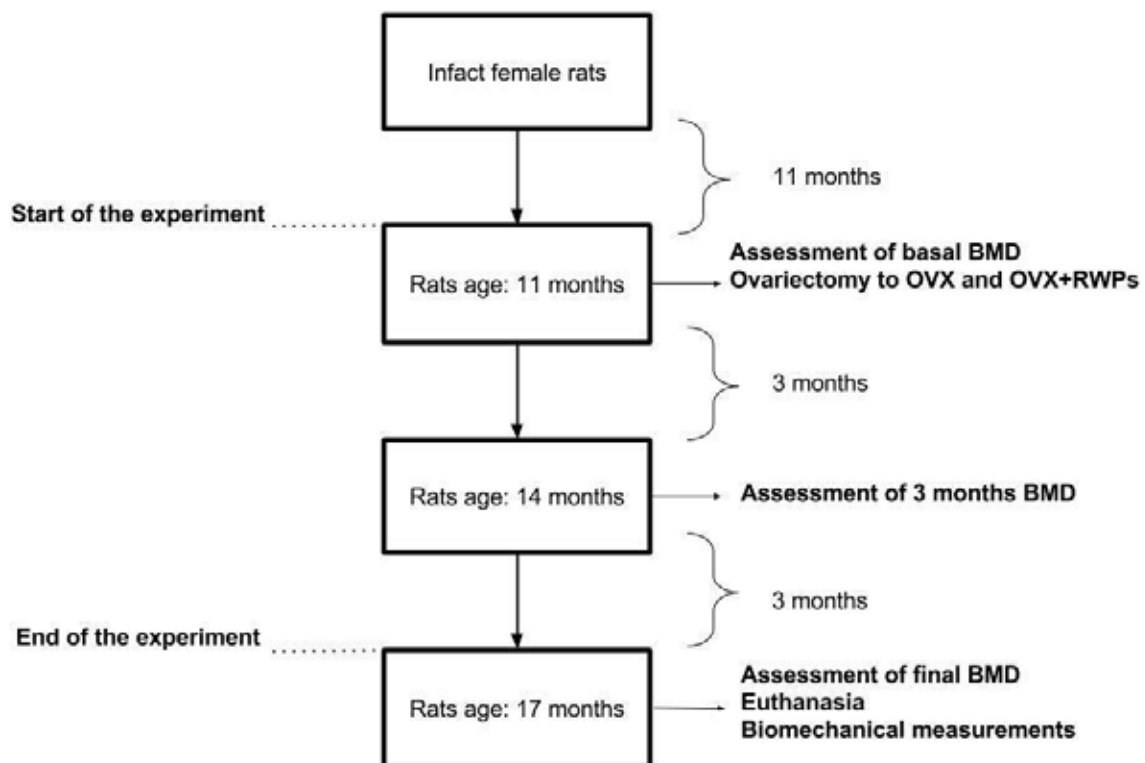 Infact female rats
11 months
Start of the experiment
Rats age: 11 months
Assessment of basal BMD
Ovariectomy to OVX and OVX+RWPs
3 months
Rats age: 14 months
Assessment of 3 months BMD
3 months
End of the experiment
Rats age: 17 months
Assessment of final BMD
Euthanasia
Biomechanical measurements